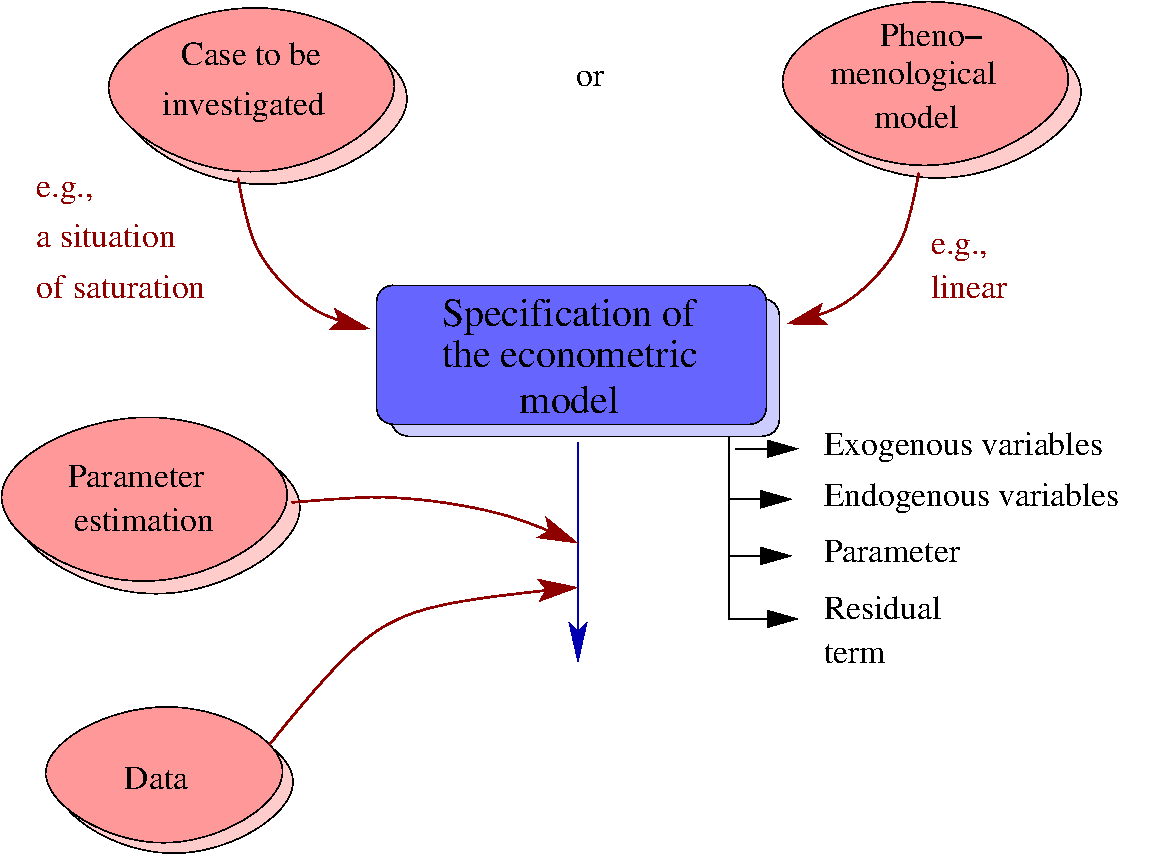 Case to be
investigated
or
Pheno–
menological
model
e.g.,
a situation
of saturation
e.g.,
linear
Specification of
the econometric
model
Exogenous variables
Endogenous variables
Parameter
Residual
term
Parameter
estimation
Data